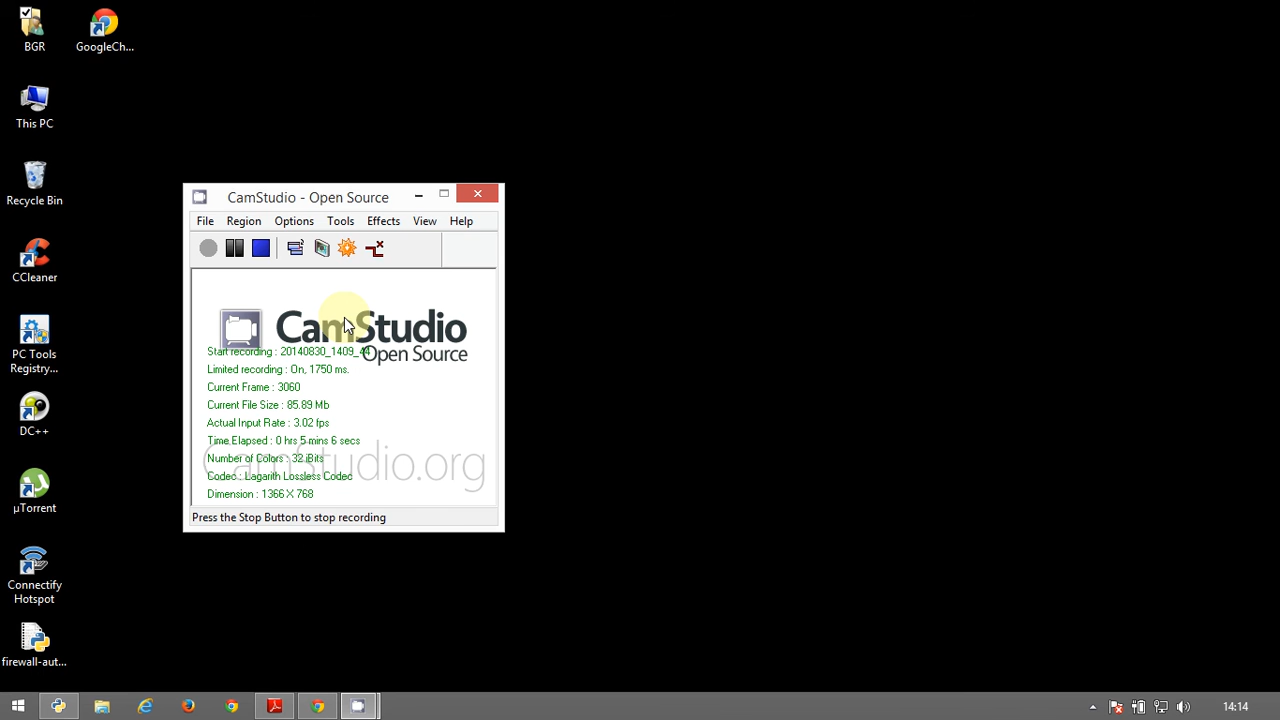 BGR
GoogleCh...
This PC
Recycle Bin
CCleaner
PC Tools
Registry...
DC++
µTorrent
Connectify
Hotspot
firewall-aut...
CamStudio - Open Source
File Region Options Tools Effects View Help
CamStudio
Open Source
Start recording : 20140830_1409_44
Limited recording : On, 1750 ms.
Current Frame : 3060
Current File Size : 85.89 Mb
Actual Input Rate : 3.02 fps
Time Elapsed : 0 hrs 5 mins 6 secs
Number of Colors : 32 iBits
CamStudio.org
Codec : Lagarith Lossless Codec
Dimension : 1366 X 768
Press the Stop Button to stop recording
14:14